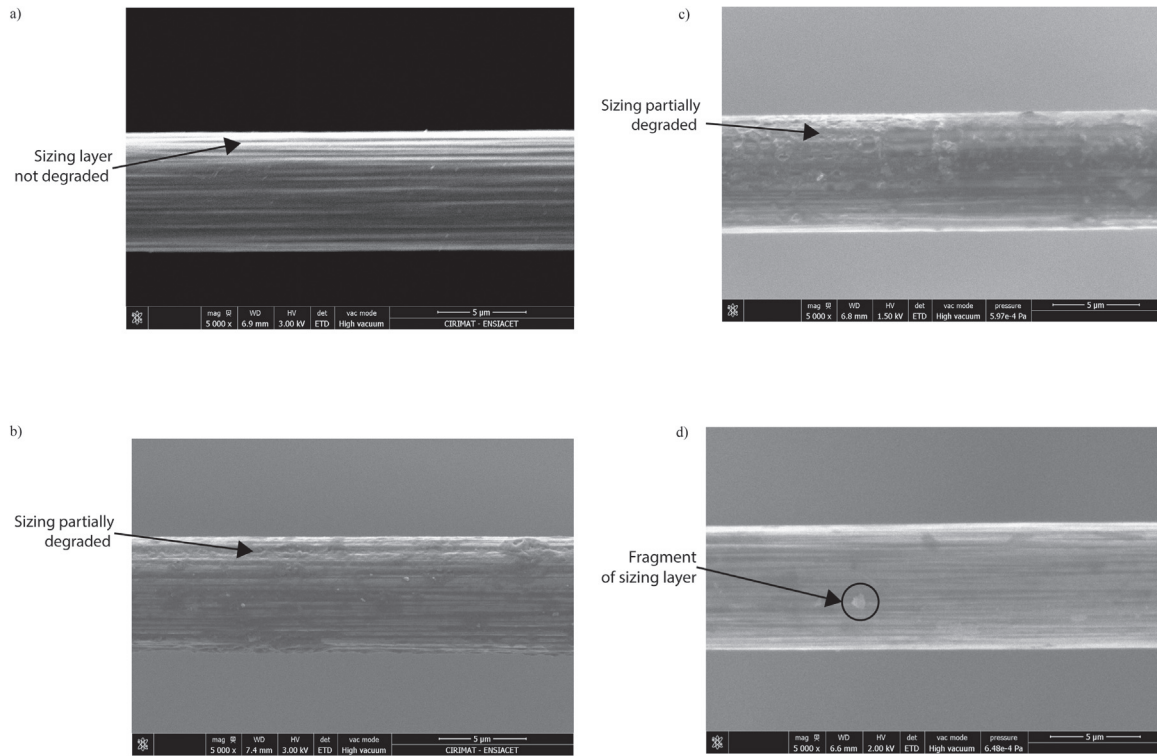 a)
Sizing layer
not degraded
mag WD HV det vac mode 5 µm
5 000 x 6.9 mm 3.00 kV ETD High vacuum CIRIMAT - ENSIACET
b)
Sizing partially
degraded
mag WD HV det vac mode 5 µm
5 000 x 7.4 mm 3.00 kV ETD High vacuum CIRIMAT - ENSIACET
c)
Sizing partially
degraded
mag WD HV det vac mode pressure 5 µm
5 000 x 6.8 mm 1.50 kV ETD High vacuum 5.97e-4 Pa
d)
Fragment
of sizing layer
mag WD HV det vac mode pressure 5 µm
5 000 x 6.6 mm 2.00 kV ETD High vacuum 6.48e-4 Pa